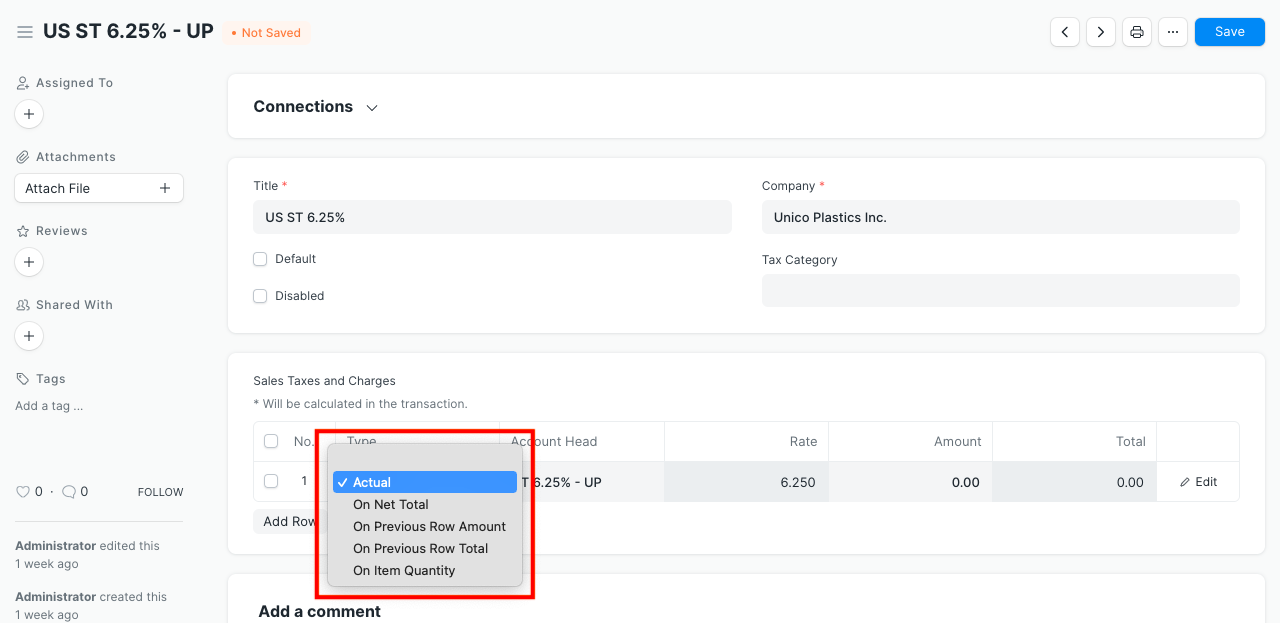 US ST 6.25% - UP
• Not Saved
Save
Assigned To
Attachments
Attach File
Reviews
Shared With
Tags
Add a tag ...
0 · 0 FOLLOW
Administrator edited this
1 week ago
Administrator created this
1 week ago
Connections
Title *
US ST 6.25%
Default
Disabled
Company *
Unico Plastics Inc.
Tax Category
Sales Taxes and Charges
* Will be calculated in the transaction.
No. Type Account Head Rate Amount Total
1 T 6.25% - UP 6.250 0.00 0.00 Edit
Actual
On Net Total
On Previous Row Amount
On Previous Row Total
On Item Quantity
Add Row
Add a comment